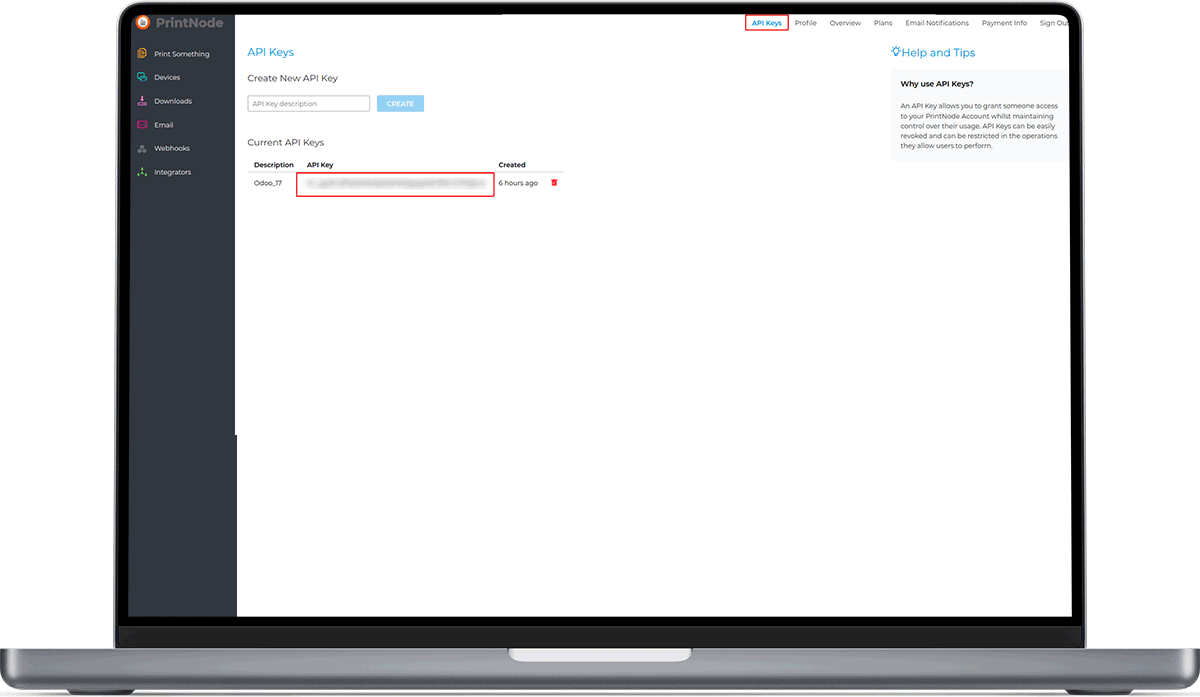 PrintNode
API Keys
Profile
Overview
Plans
Email Notifications
Payment Info
Sign Out
Print Something
Devices
Downloads
Email
Webhooks
Integrators
API Keys
Create New API Key
API Key description
CREATE
Current API Keys
Description API Key Created
Odoo_17 6 hours ago
Help and Tips
Why use API Keys?
An API Key allows you to grant someone access
to your PrintNode Account whilst maintaining
control over their usage. API Keys can be easily
revoked and can be restricted in the operations
they allow users to perform.